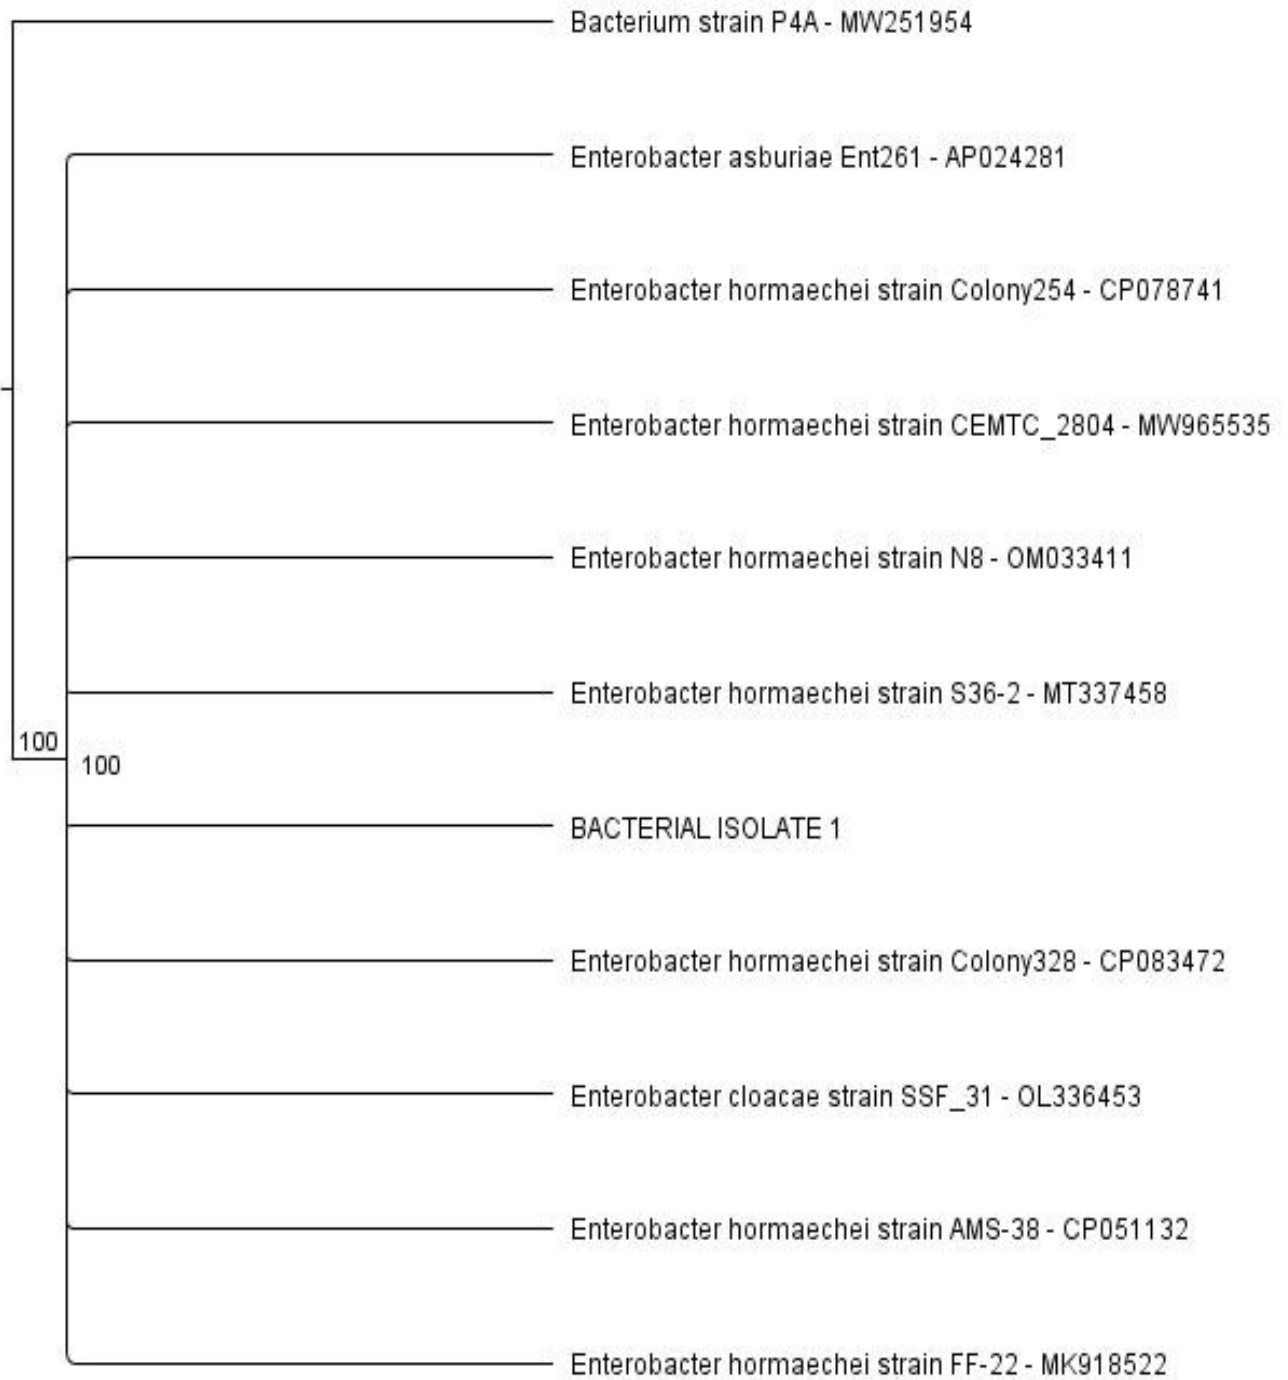 Bacterium strain P4A - MW251954
Enterobacter asburiae Ent261 - AP024281
Enterobacter hormaechei strain Colony254 - CP078741
Enterobacter hormaechei strain CEMTC_2804 - MW965535
Enterobacter hormaechei strain N8 - OM033411
Enterobacter hormaechei strain S36-2 - MT337458
100
100
BACTERIAL ISOLATE 1
Enterobacter hormaechei strain Colony328 - CP083472
Enterobacter cloacae strain SSF_31 - OL336453
Enterobacter hormaechei strain AMS-38 - CP051132
Enterobacter hormaechei strain FF-22 - MK918522